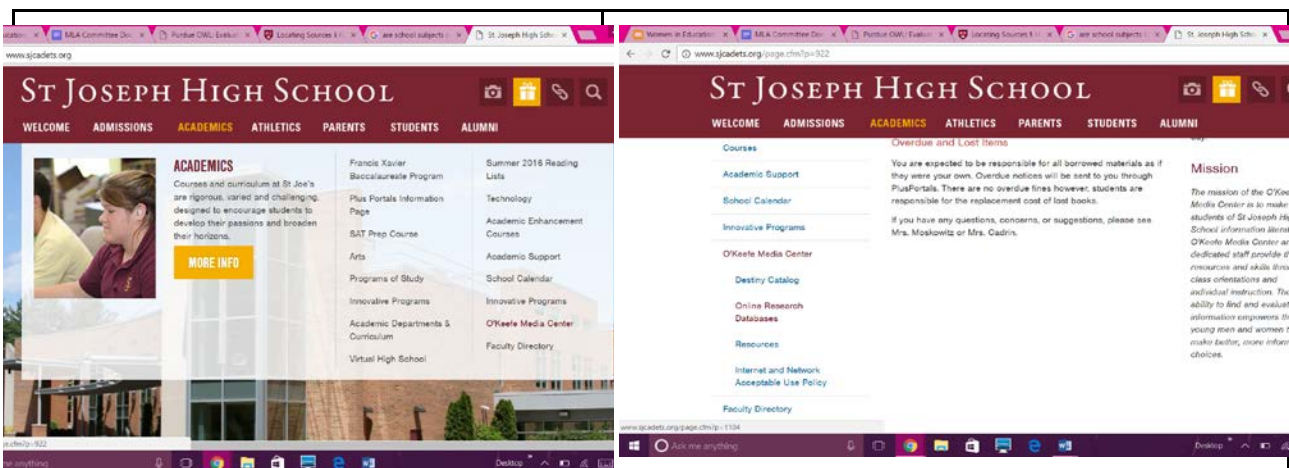 MLA Committee Doc
Purdue OWL: Evaluati
Locating Sources
are school subjects
St. Joseph High Scho
www.sjcadets.org
ST JOSEPH HIGH SCHOOL
WELCOME ADMISSIONS ACADEMICS ATHLETICS PARENTS STUDENTS ALUMNI
ACADEMICS
Courses and curriculum at St Joe's
are rigorous, varied and challenging,
designed to encourage students to
develop their passions and broaden
their horizons.
MORE INFO
Francis Xavier
Baccalaureate Program
Plus Portals Information
Page
SAT Prep Course
Arts
Programs of Study
Innovative Programs
Academic Departments &
Curriculum
Virtual High School
Summer 2016 Reading
Lists
Technology
Academic Enhancement
Courses
Academic Support
School Calendar
Innovative Programs
O'Keefe Media Center
Faculty Directory
ge.cfm?p=922
me anything
Desktop
Women in Education
MLA Committee Doc
Purdue OWL: Evaluati
Locating Sources
are school subjects
St. Joseph High Scho
www.sjcadets.org/page.cfm?p=922
ST JOSEPH HIGH SCHOOL
WELCOME ADMISSIONS ACADEMICS ATHLETICS PARENTS STUDENTS ALUMNI
Courses
Academic Support
School Calendar
Innovative Programs
O'Keefe Media Center
Destiny Catalog
Online Research
Databases
Resources
Internet and Network
Acceptable Use Policy
Faculty Directory
Overdue and Lost Items
You are expected to be responsible for all borrowed materials as if
they were your own. Overdue notices will be sent to you through
PlusPortals. There are no overdue fines however, students are
responsible for the replacement cost of lost books.
If you have any questions, concerns, or suggestions, please see
Mrs. Moskowitz or Mrs. Cadrin.
Mission
The mission of the O'Kee
Media Center is to make
students of St Joseph Hig
School information literat
O'Keefe Media Center an
dedicated staff provide th
resources and skills throu
class orientations and
individual instruction. The
ability to find and evaluat
information empowers th
young men and women t
make better, more inform
choices.
www.sjcadets.org/page.cfm?p=1104
Ask me anything
Desktop